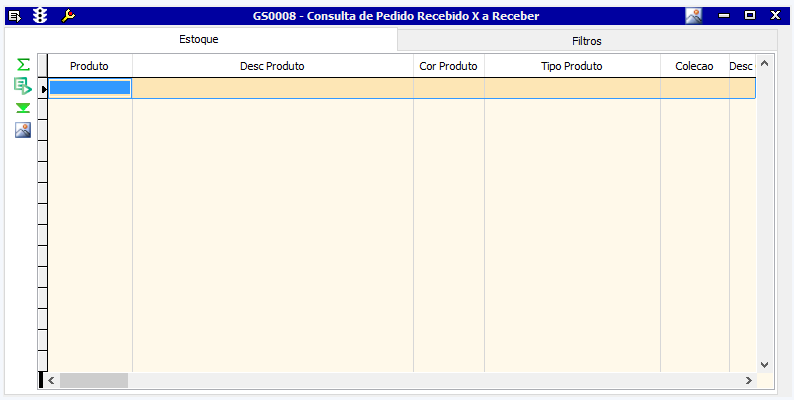 GS0008 - Consulta de Pedido Recebido X a Receber
Estoque Filtros
Produto Desc Produto Cor Produto Tipo Produto Colecao Desc